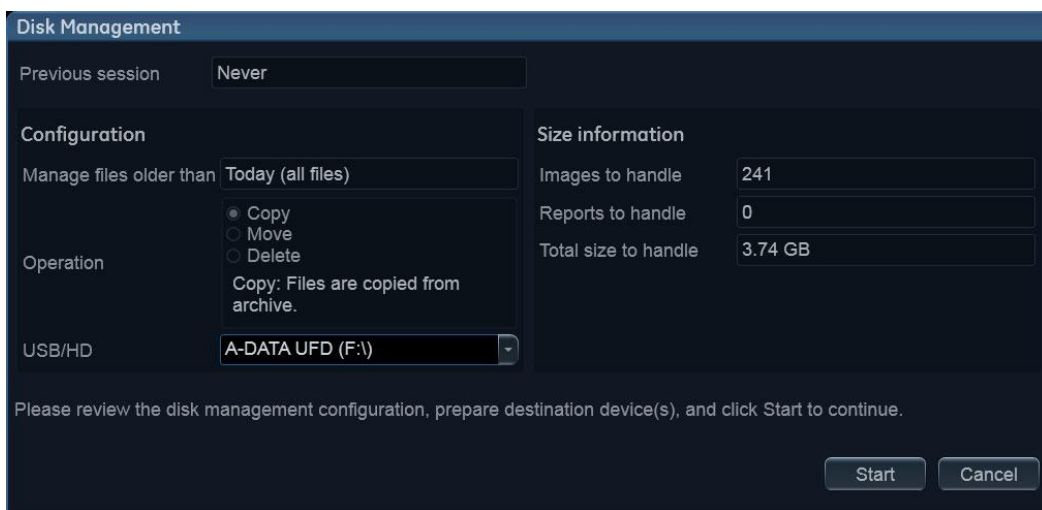 Disk Management
Previous session Never
Configuration
Manage files older than Today (all files)
Operation
Copy
Move
Delete
Copy: Files are copied from
archive.
USB/HD A-DATA UFD (F:\)
Size information
Images to handle 241
Reports to handle 0
Total size to handle 3.74 GB
Please review the disk management configuration, prepare destination device(s), and click Start to continue.
Start Cancel